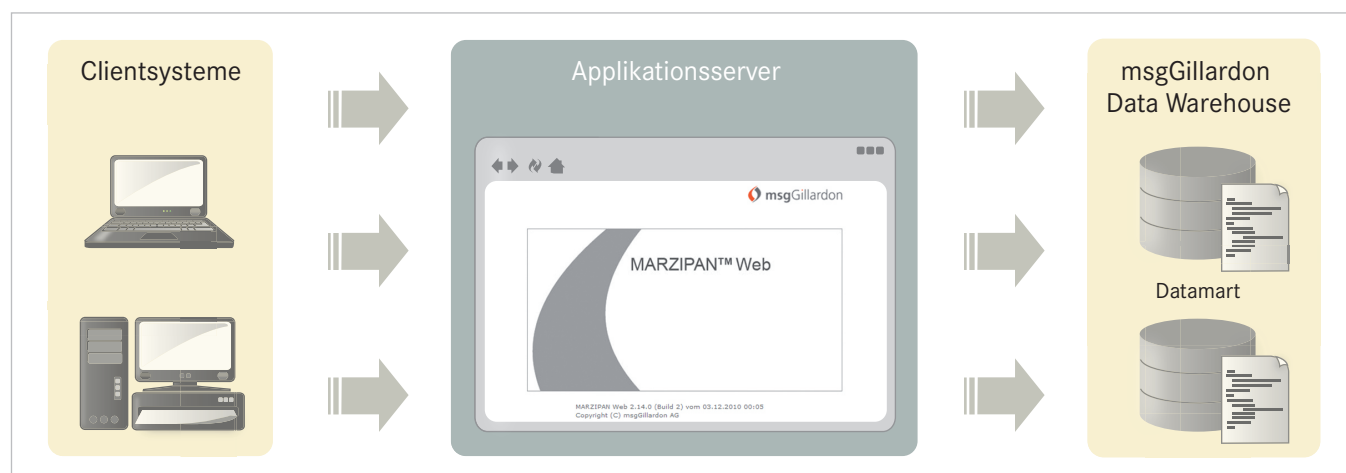 Clientsysteme
Applikationsserver
msgGillardon
MARZIPAN™ Web
MARZIPAN Web 2.14.0 (Build 2) vom 03.12.2010 00:05
Copyright (C) msgGillardon AG
msgGillardon
Data Warehouse
Datamart